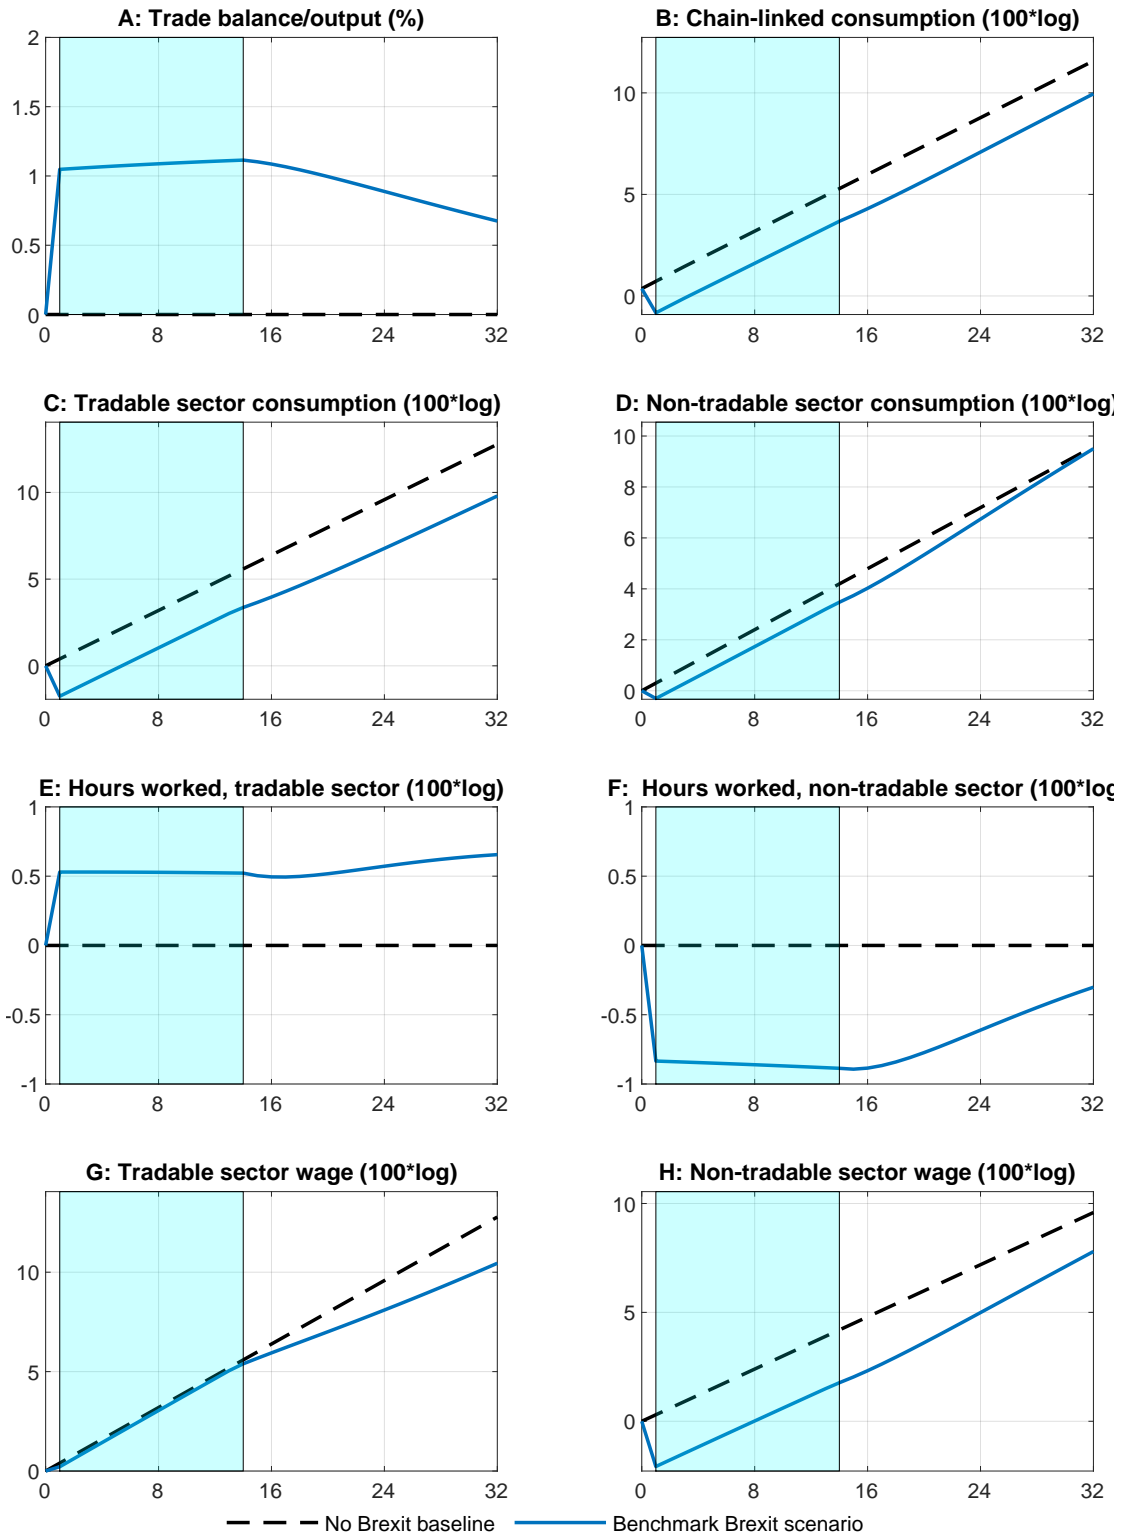 A: Trade balance/output (%)
2
1.5
1
0.5
0
0 8 16 24 32
B: Chain-linked consumption (100*log)
10
5
0
0 8 16 24 32
C: Tradable sector consumption (100*log)
10
5
0
0 8 16 24 32
D: Non-tradable sector consumption (100*log)
10
8
6
4
2
0
0 8 16 24 32
E: Hours worked, tradable sector (100*log)
1
0.5
0
-0.5
-1
0 8 16 24 32
F: Hours worked, non-tradable sector (100*log
1
0.5
0
-0.5
-1
0 8 16 24 32
G: Tradable sector wage (100*log)
10
5
0
0 8 16 24 32
H: Non-tradable sector wage (100*log)
10
5
0
0 8 16 24 32
No Brexit baseline
Benchmark Brexit scenario